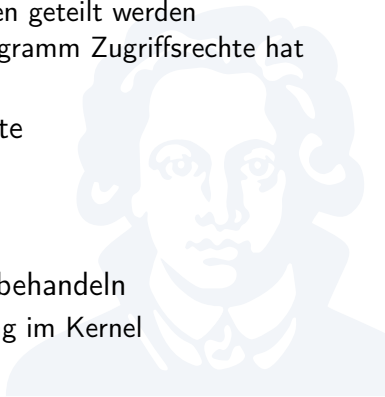 en geteilt werden
gramm Zugriffsrechte hat
te
behandeln
g im Kernel